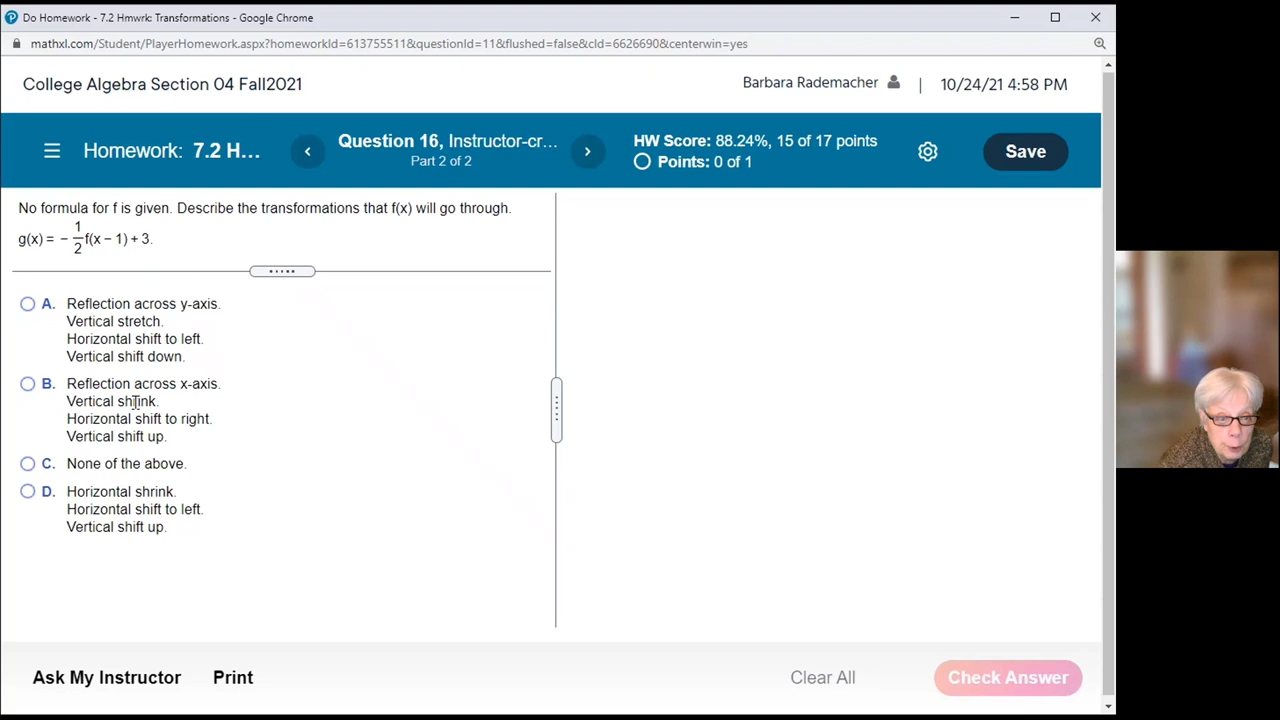 Do Homework - 7.2 Hmwrk: Transformations - Google Chrome
mathxl.com/Student/PlayerHomework.aspx?homeworkId=613755511&questionId=11&flushed=false&cId=6626690&centerwin=yes
College Algebra Section 04 Fall2021
Barbara Rademacher | 10/24/21 4:58 PM
Homework: 7.2 H...
Question 16, Instructor-cr...
Part 2 of 2
HW Score: 88.24%, 15 of 17 points
Points: 0 of 1
Save
No formula for f is given. Describe the transformations that f(x) will go through.
g(x) = - 1/2 f(x - 1) + 3.
A. Reflection across y-axis.
Vertical stretch.
Horizontal shift to left.
Vertical shift down.
B. Reflection across x-axis.
Vertical shrink.
Horizontal shift to right.
Vertical shift up.
C. None of the above.
D. Horizontal shrink.
Horizontal shift to left.
Vertical shift up.
Ask My Instructor
Print
Clear All
Check Answer